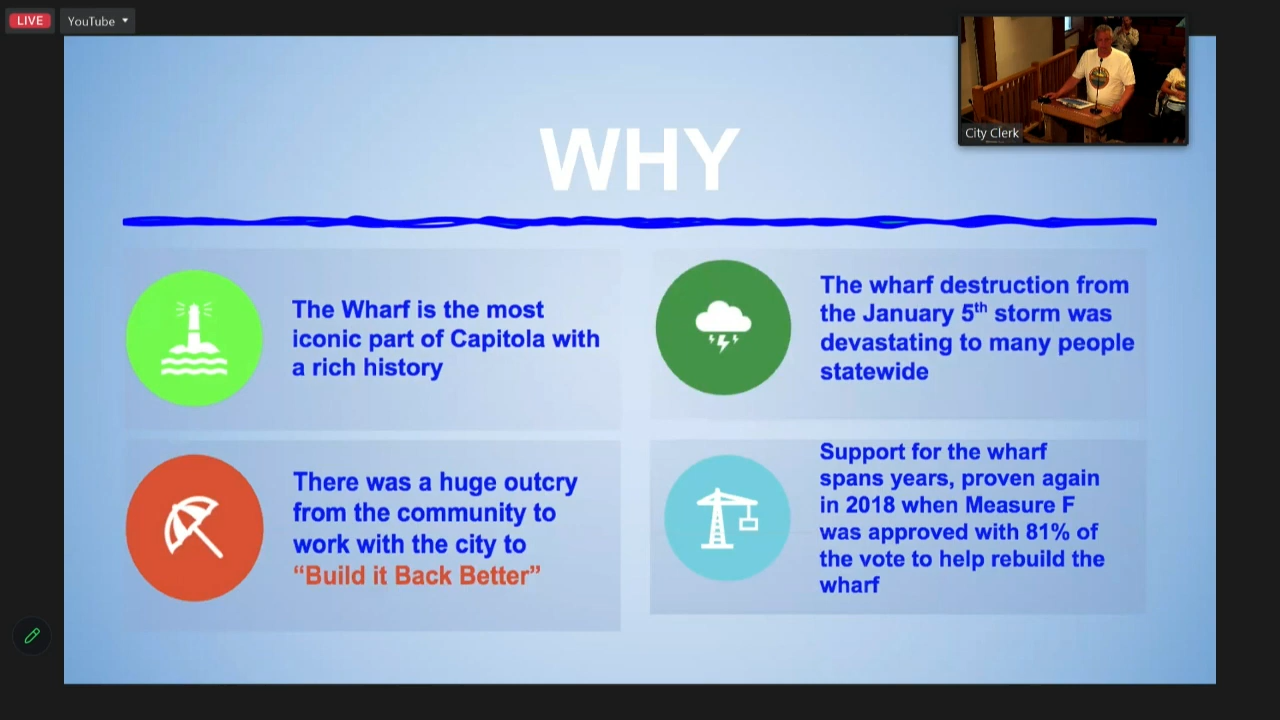 LIVE
YouTube
City Clerk
WHY
The Wharf is the most
iconic part of Capitola with
a rich history
The wharf destruction from
the January 5th storm was
devastating to many people
statewide
There was a huge outcry
from the community to
work with the city to
“Build it Back Better”
Support for the wharf
spans years, proven again
in 2018 when Measure F
was approved with 81% of
the vote to help rebuild the
wharf